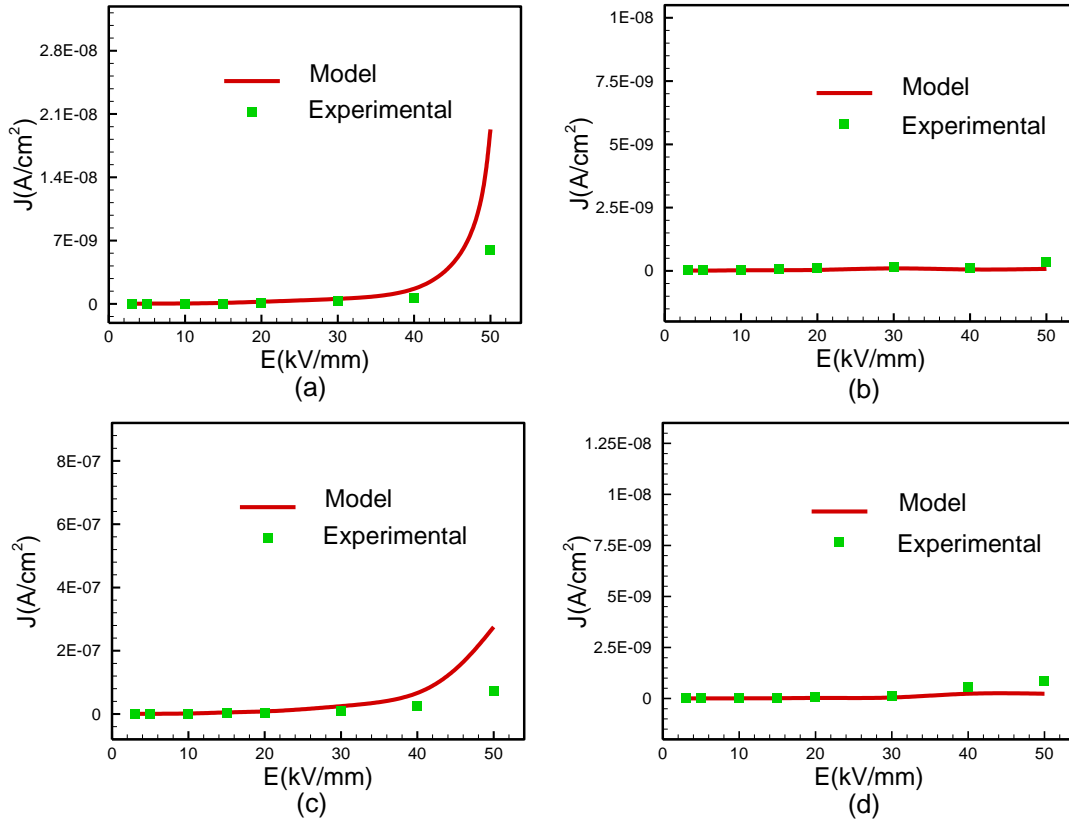 2.8E-08
2.1E-08
1.4E-08
7E-09
0
J(A/cm²)
Model
Experimental
0 10 20 30 40 50
E(kV/mm)
(a)
1E-08
7.5E-09
5E-09
2.5E-09
0
J(A/cm²)
Model
Experimental
0 10 20 30 40 50
E(kV/mm)
(b)
8E-07
6E-07
4E-07
2E-07
0
J(A/cm²)
Model
Experimental
0 10 20 30 40 50
E(kV/mm)
(c)
1.25E-08
1E-08
7.5E-09
5E-09
2.5E-09
0
J(A/cm²)
Model
Experimental
0 10 20 30 40 50
E(kV/mm)
(d)